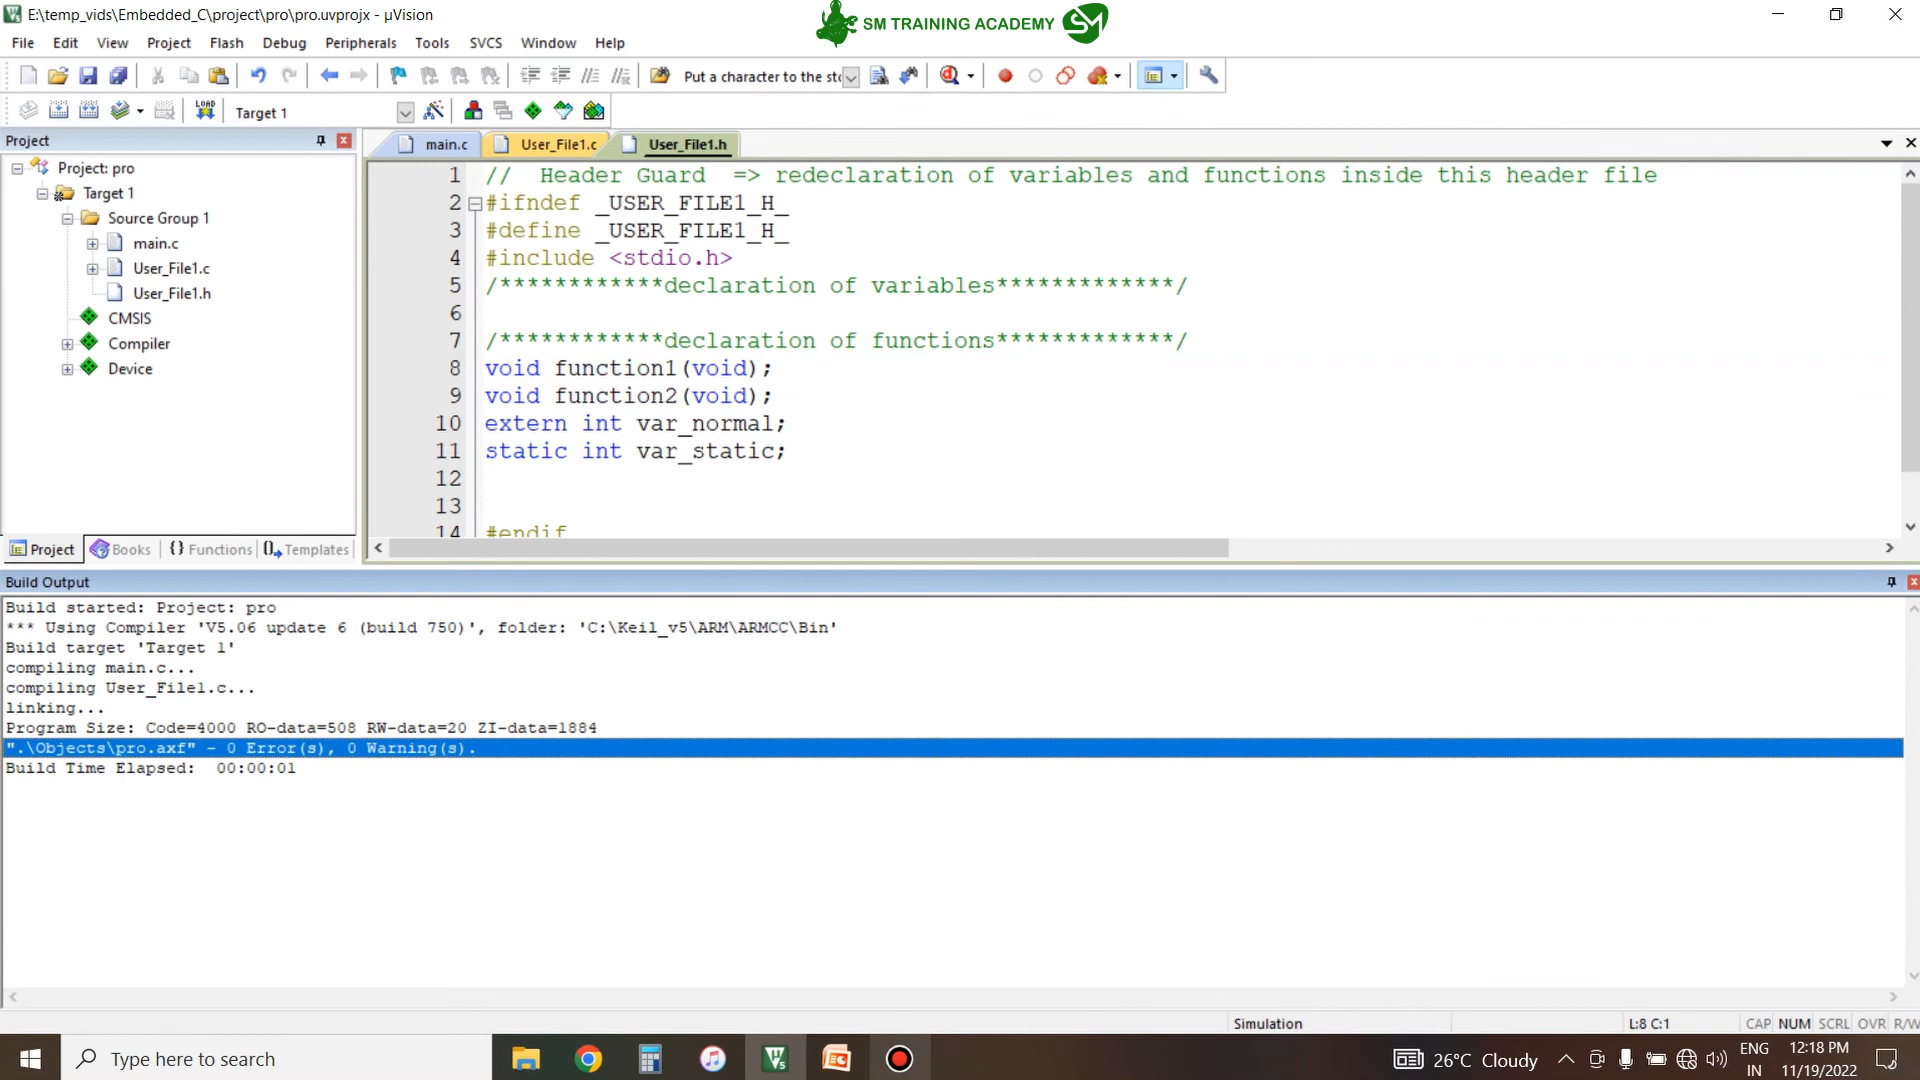 E:\temp_vids\Embedded_C\project\pro\pro.uvprojx - µVision
SM TRAINING ACADEMY
SM
File Edit View Project Flash Debug Peripherals Tools SVCS Window Help
Put a character to the stc
LOAD
Target 1
Project
main.c User_File1.c User_File1.h
Project: pro
Target 1
Source Group 1
main.c
User_File1.c
User_File1.h
CMSIS
Compiler
Device
Project Books {} Functions Templates
1 // Header Guard => redeclaration of variables and functions inside this header file
2 #ifndef _USER_FILE1_H_
3 #define _USER_FILE1_H_
4 #include <stdio.h>
5 /************declaration of variables*************/
6
7 /************declaration of functions*************/
8 void function1(void);
9 void function2(void);
10 extern int var_normal;
11 static int var_static;
12
13
14 #endif
Build Output
Build started: Project: pro
*** Using Compiler 'V5.06 update 6 (build 750)', folder: 'C:\Keil_v5\ARM\ARMCC\Bin'
Build target 'Target 1'
compiling main.c...
compiling User_File1.c...
linking...
Program Size: Code=4000 RO-data=508 RW-data=20 ZI-data=1884
".\Objects\pro.axf" - 0 Error(s), 0 Warning(s).
Build Time Elapsed:  00:00:01
Simulation L:8 C:1 CAP NUM SCRL OVR R/W
Type here to search
26°C Cloudy
ENG
IN
12:18 PM
11/19/2022